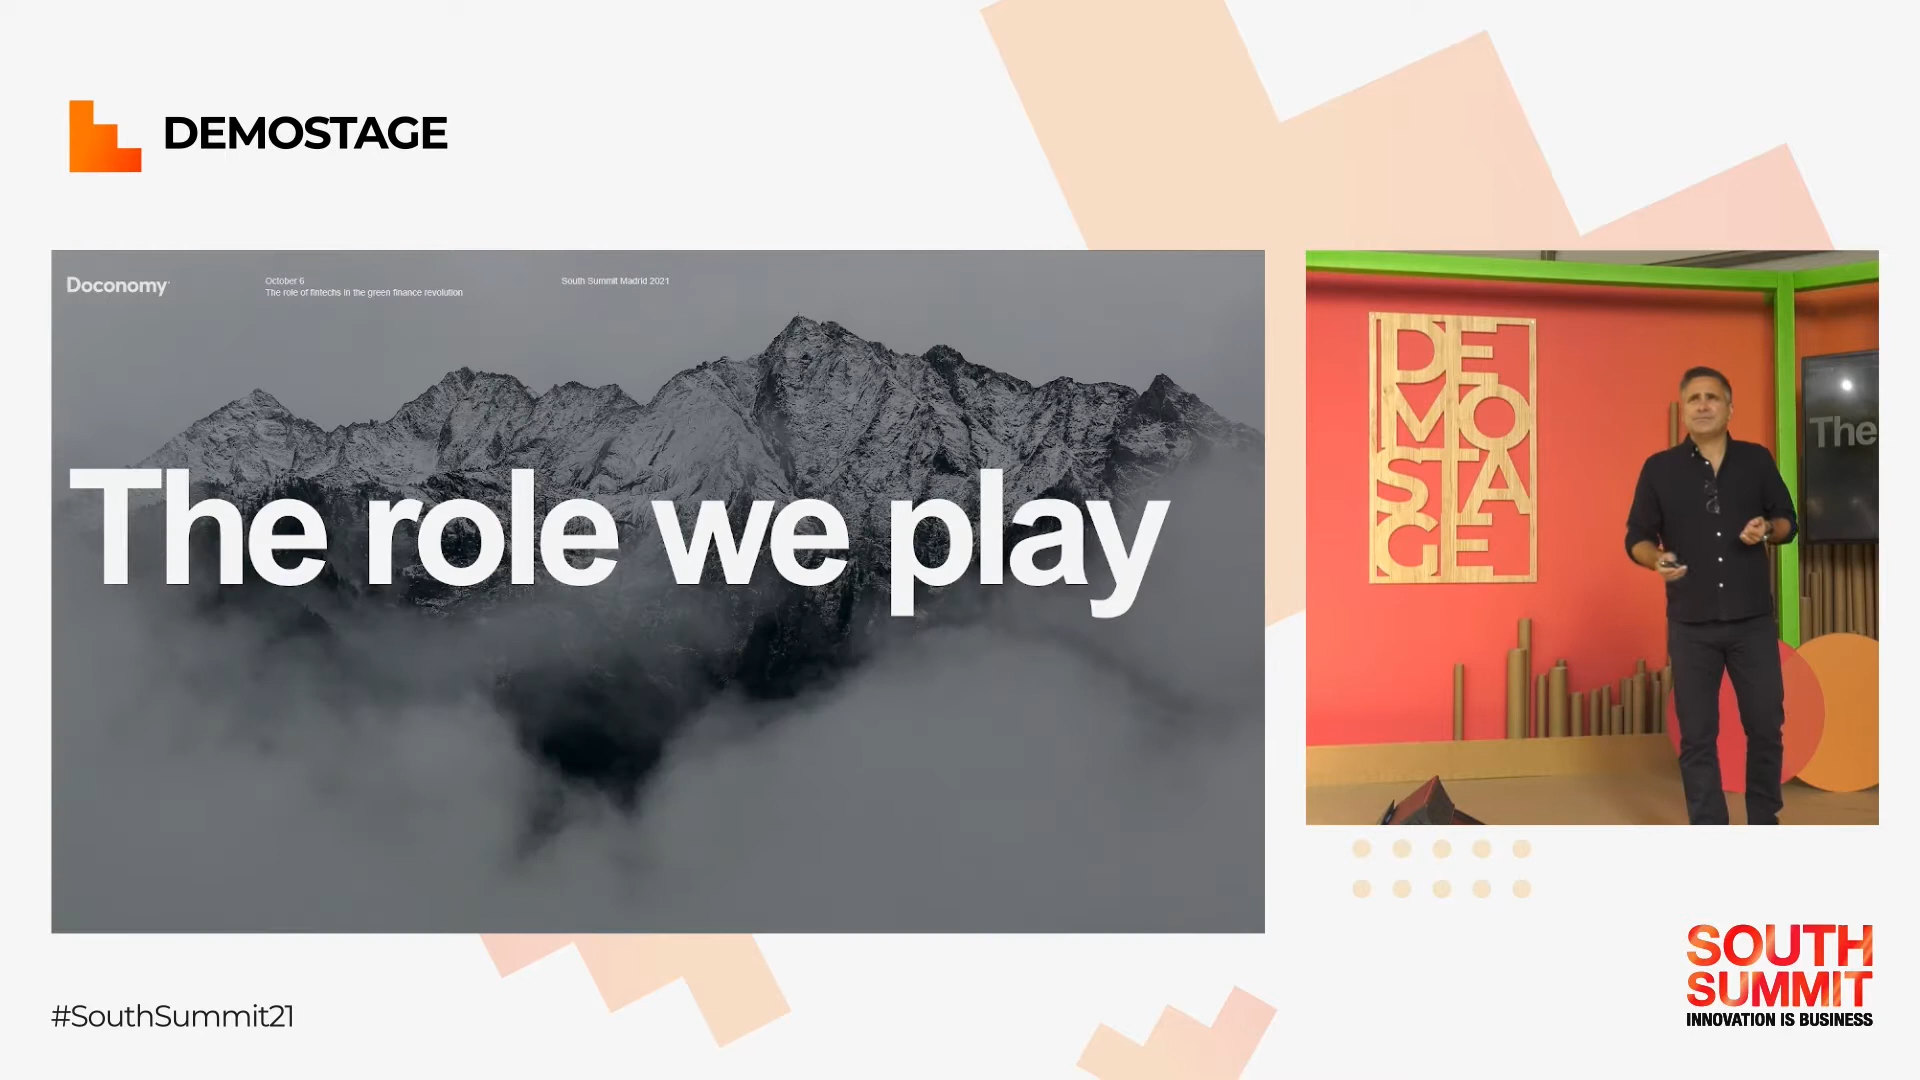 DEMOSTAGE
Doconomy
October 6
The role of fintechs in the green finance revolution
South Summit Madrid 2021
The role we play
DE
MO
STA
GE
The
#SouthSummit21
SOUTH
SUMMIT
INNOVATION IS BUSINESS